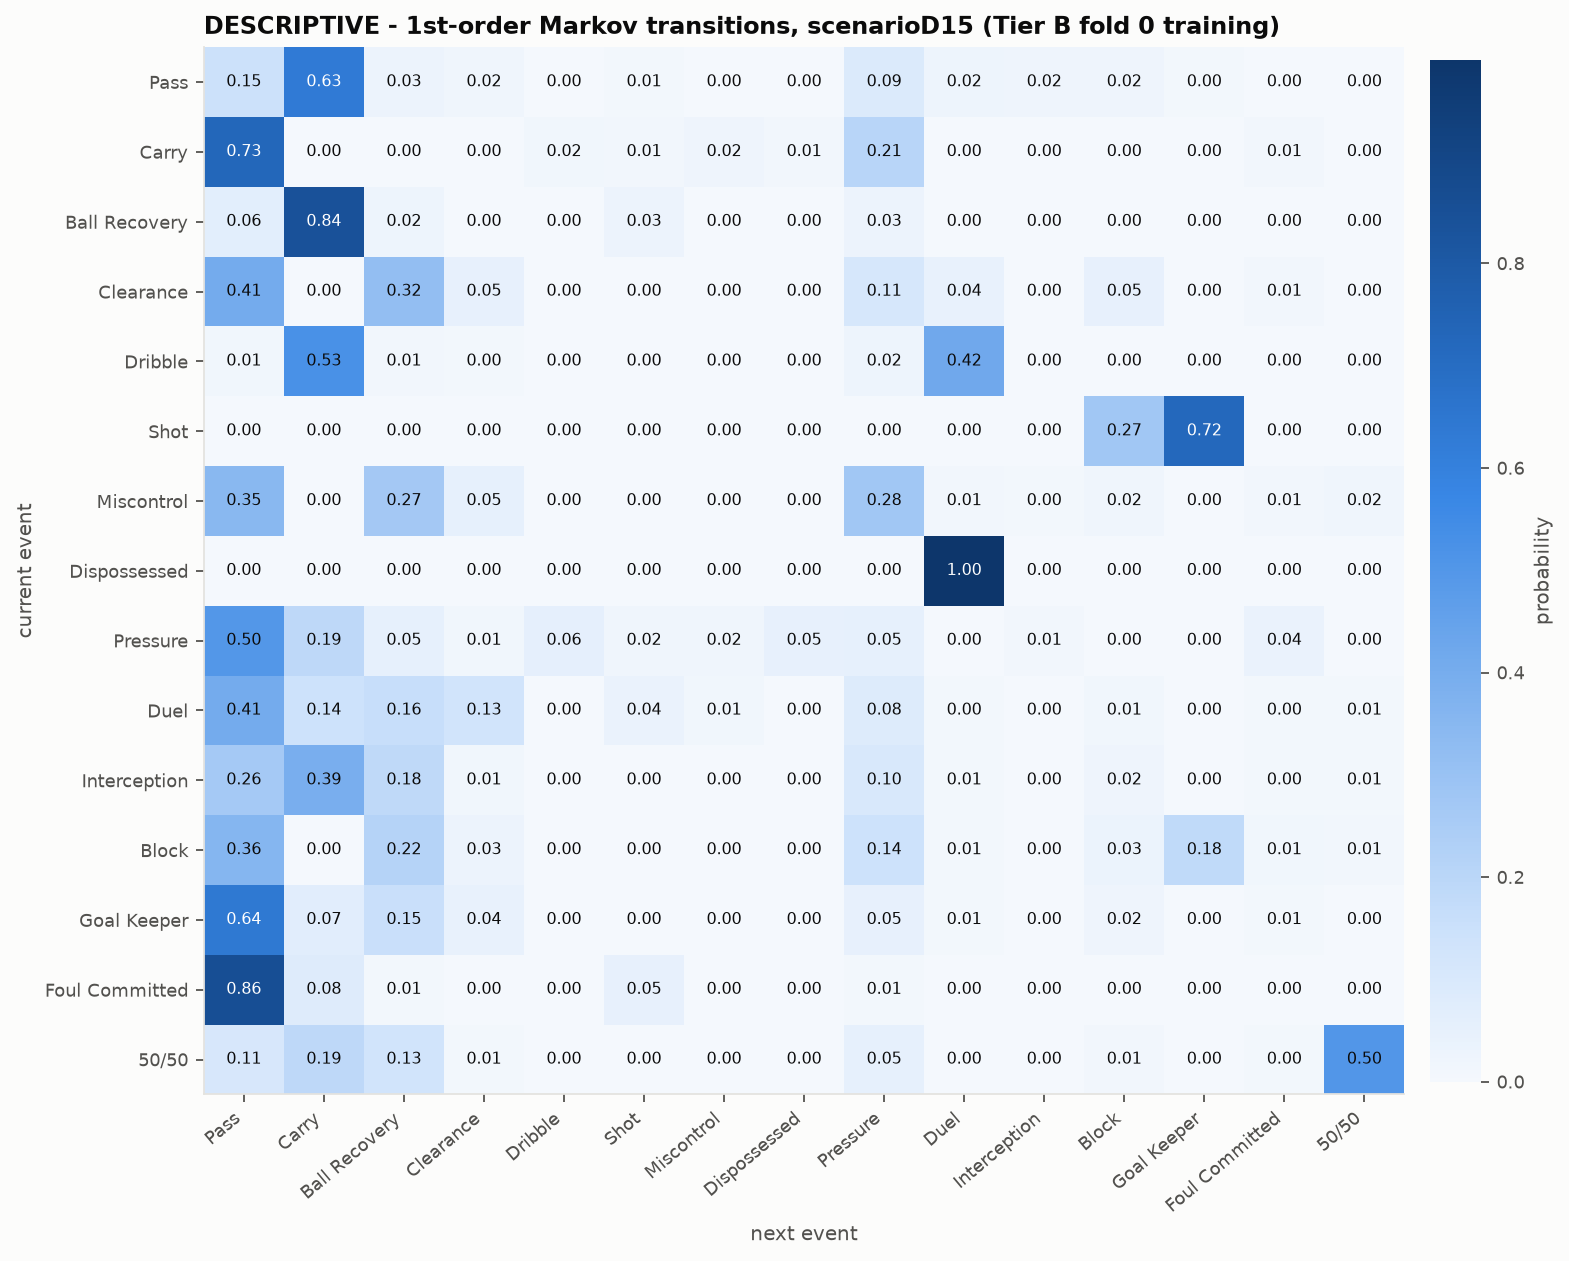 DESCRIPTIVE - 1st-order Markov transitions, scenarioD15 (Tier B fold 0 training)
Pass 0.15 0.63 0.03 0.02 0.00 0.01 0.00 0.00 0.09 0.02 0.02 0.02 0.00 0.00 0.00
Carry 0.73 0.00 0.00 0.00 0.02 0.01 0.02 0.01 0.21 0.00 0.00 0.00 0.00 0.01 0.00
Ball Recovery 0.06 0.84 0.02 0.00 0.00 0.03 0.00 0.00 0.03 0.00 0.00 0.00 0.00 0.00 0.00
Clearance 0.41 0.00 0.32 0.05 0.00 0.00 0.00 0.00 0.11 0.04 0.00 0.05 0.00 0.01 0.00
Dribble 0.01 0.53 0.01 0.00 0.00 0.00 0.00 0.00 0.02 0.42 0.00 0.00 0.00 0.00 0.00
Shot 0.00 0.00 0.00 0.00 0.00 0.00 0.00 0.00 0.00 0.00 0.00 0.27 0.72 0.00 0.00
Miscontrol 0.35 0.00 0.27 0.05 0.00 0.00 0.00 0.00 0.28 0.01 0.00 0.02 0.00 0.01 0.02
Dispossessed 0.00 0.00 0.00 0.00 0.00 0.00 0.00 0.00 0.00 1.00 0.00 0.00 0.00 0.00 0.00
Pressure 0.50 0.19 0.05 0.01 0.06 0.02 0.02 0.05 0.05 0.00 0.01 0.00 0.00 0.04 0.00
Duel 0.41 0.14 0.16 0.13 0.00 0.04 0.01 0.00 0.08 0.00 0.00 0.01 0.00 0.00 0.01
Interception 0.26 0.39 0.18 0.01 0.00 0.00 0.00 0.00 0.10 0.01 0.00 0.02 0.00 0.00 0.01
Block 0.36 0.00 0.22 0.03 0.00 0.00 0.00 0.00 0.14 0.01 0.00 0.03 0.18 0.01 0.01
Goal Keeper 0.64 0.07 0.15 0.04 0.00 0.00 0.00 0.00 0.05 0.01 0.00 0.02 0.00 0.01 0.00
Foul Committed 0.86 0.08 0.01 0.00 0.00 0.05 0.00 0.00 0.01 0.00 0.00 0.00 0.00 0.00 0.00
50/50 0.11 0.19 0.13 0.01 0.00 0.00 0.00 0.00 0.05 0.00 0.00 0.01 0.00 0.00 0.50
current event
Pass Carry Ball Recovery Clearance Dribble Shot Miscontrol Dispossessed Pressure Duel Interception Block Goal Keeper Foul Committed 50/50
next event
0.8
0.6
0.4
0.2
0.0
probability